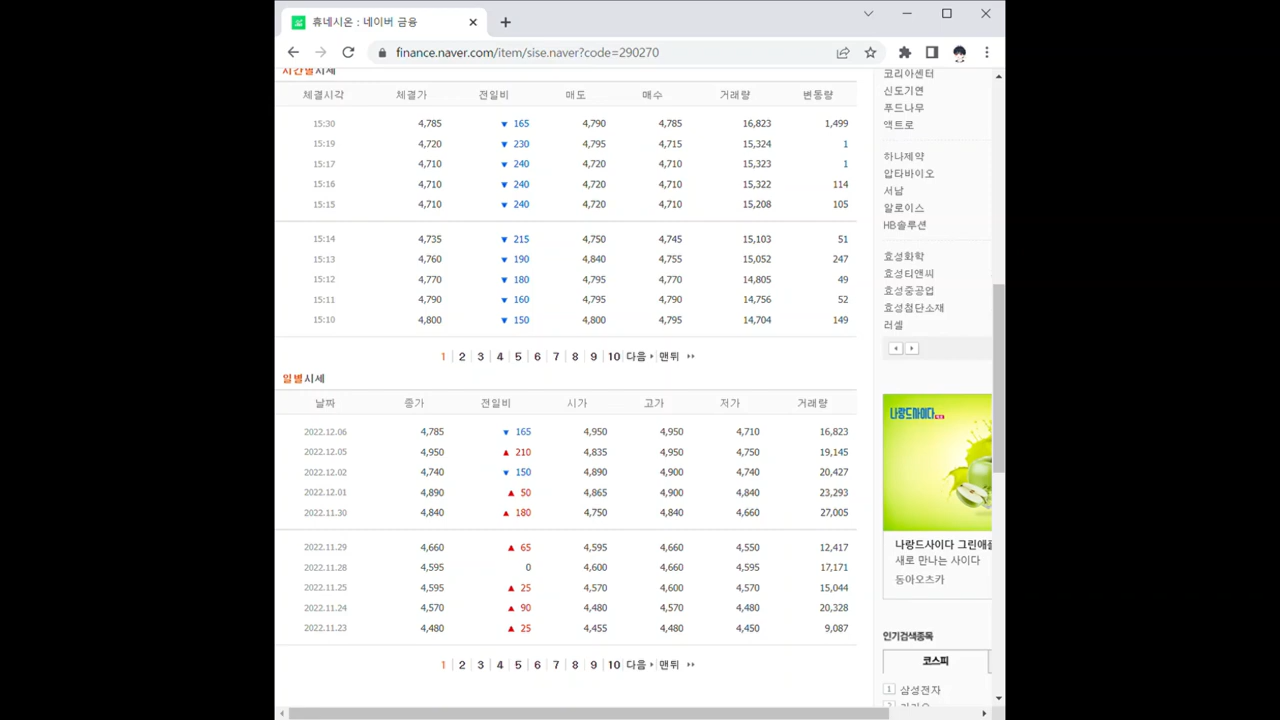 휴네시온 : 네이버 금융
finance.naver.com/item/sise.naver?code=290270
시간별시세
체결시각 체결가 전일비 매도 매수 거래량 변동량
15:30 4,785 ▼ 165 4,790 4,785 16,823 1,499
15:19 4,720 ▼ 230 4,795 4,715 15,324 1
15:17 4,710 ▼ 240 4,720 4,710 15,323 1
15:16 4,710 ▼ 240 4,720 4,710 15,322 114
15:15 4,710 ▼ 240 4,720 4,710 15,208 105
15:14 4,735 ▼ 215 4,750 4,745 15,103 51
15:13 4,760 ▼ 190 4,840 4,755 15,052 247
15:12 4,770 ▼ 180 4,795 4,770 14,805 49
15:11 4,790 ▼ 160 4,795 4,790 14,756 52
15:10 4,800 ▼ 150 4,800 4,795 14,704 149
1 2 3 4 5 6 7 8 9 10 다음 맨뒤
일별시세
날짜 종가 전일비 시가 고가 저가 거래량
2022.12.06 4,785 ▼ 165 4,950 4,950 4,710 16,823
2022.12.05 4,950 ▲ 210 4,835 4,950 4,750 19,145
2022.12.02 4,740 ▼ 150 4,890 4,900 4,740 20,427
2022.12.01 4,890 ▲ 50 4,865 4,900 4,840 23,293
2022.11.30 4,840 ▲ 180 4,750 4,840 4,660 27,005
2022.11.29 4,660 ▲ 65 4,595 4,660 4,550 12,417
2022.11.28 4,595 0 4,600 4,660 4,595 17,171
2022.11.25 4,595 ▲ 25 4,570 4,600 4,570 15,044
2022.11.24 4,570 ▲ 90 4,480 4,570 4,480 20,328
2022.11.23 4,480 ▲ 25 4,455 4,480 4,450 9,087
1 2 3 4 5 6 7 8 9 10 다음 맨뒤
코리아센터
신도기연
푸드나무
액트로
하나제약
압타바이오
서남
알로이스
HB솔루션
효성화학
효성티앤씨
효성중공업
효성첨단소재
러셀
나랑드사이다
나랑드사이다 그린애플
새로 만나는 사이다
동아오츠카
인기검색종목
코스피
1 삼성전자
2